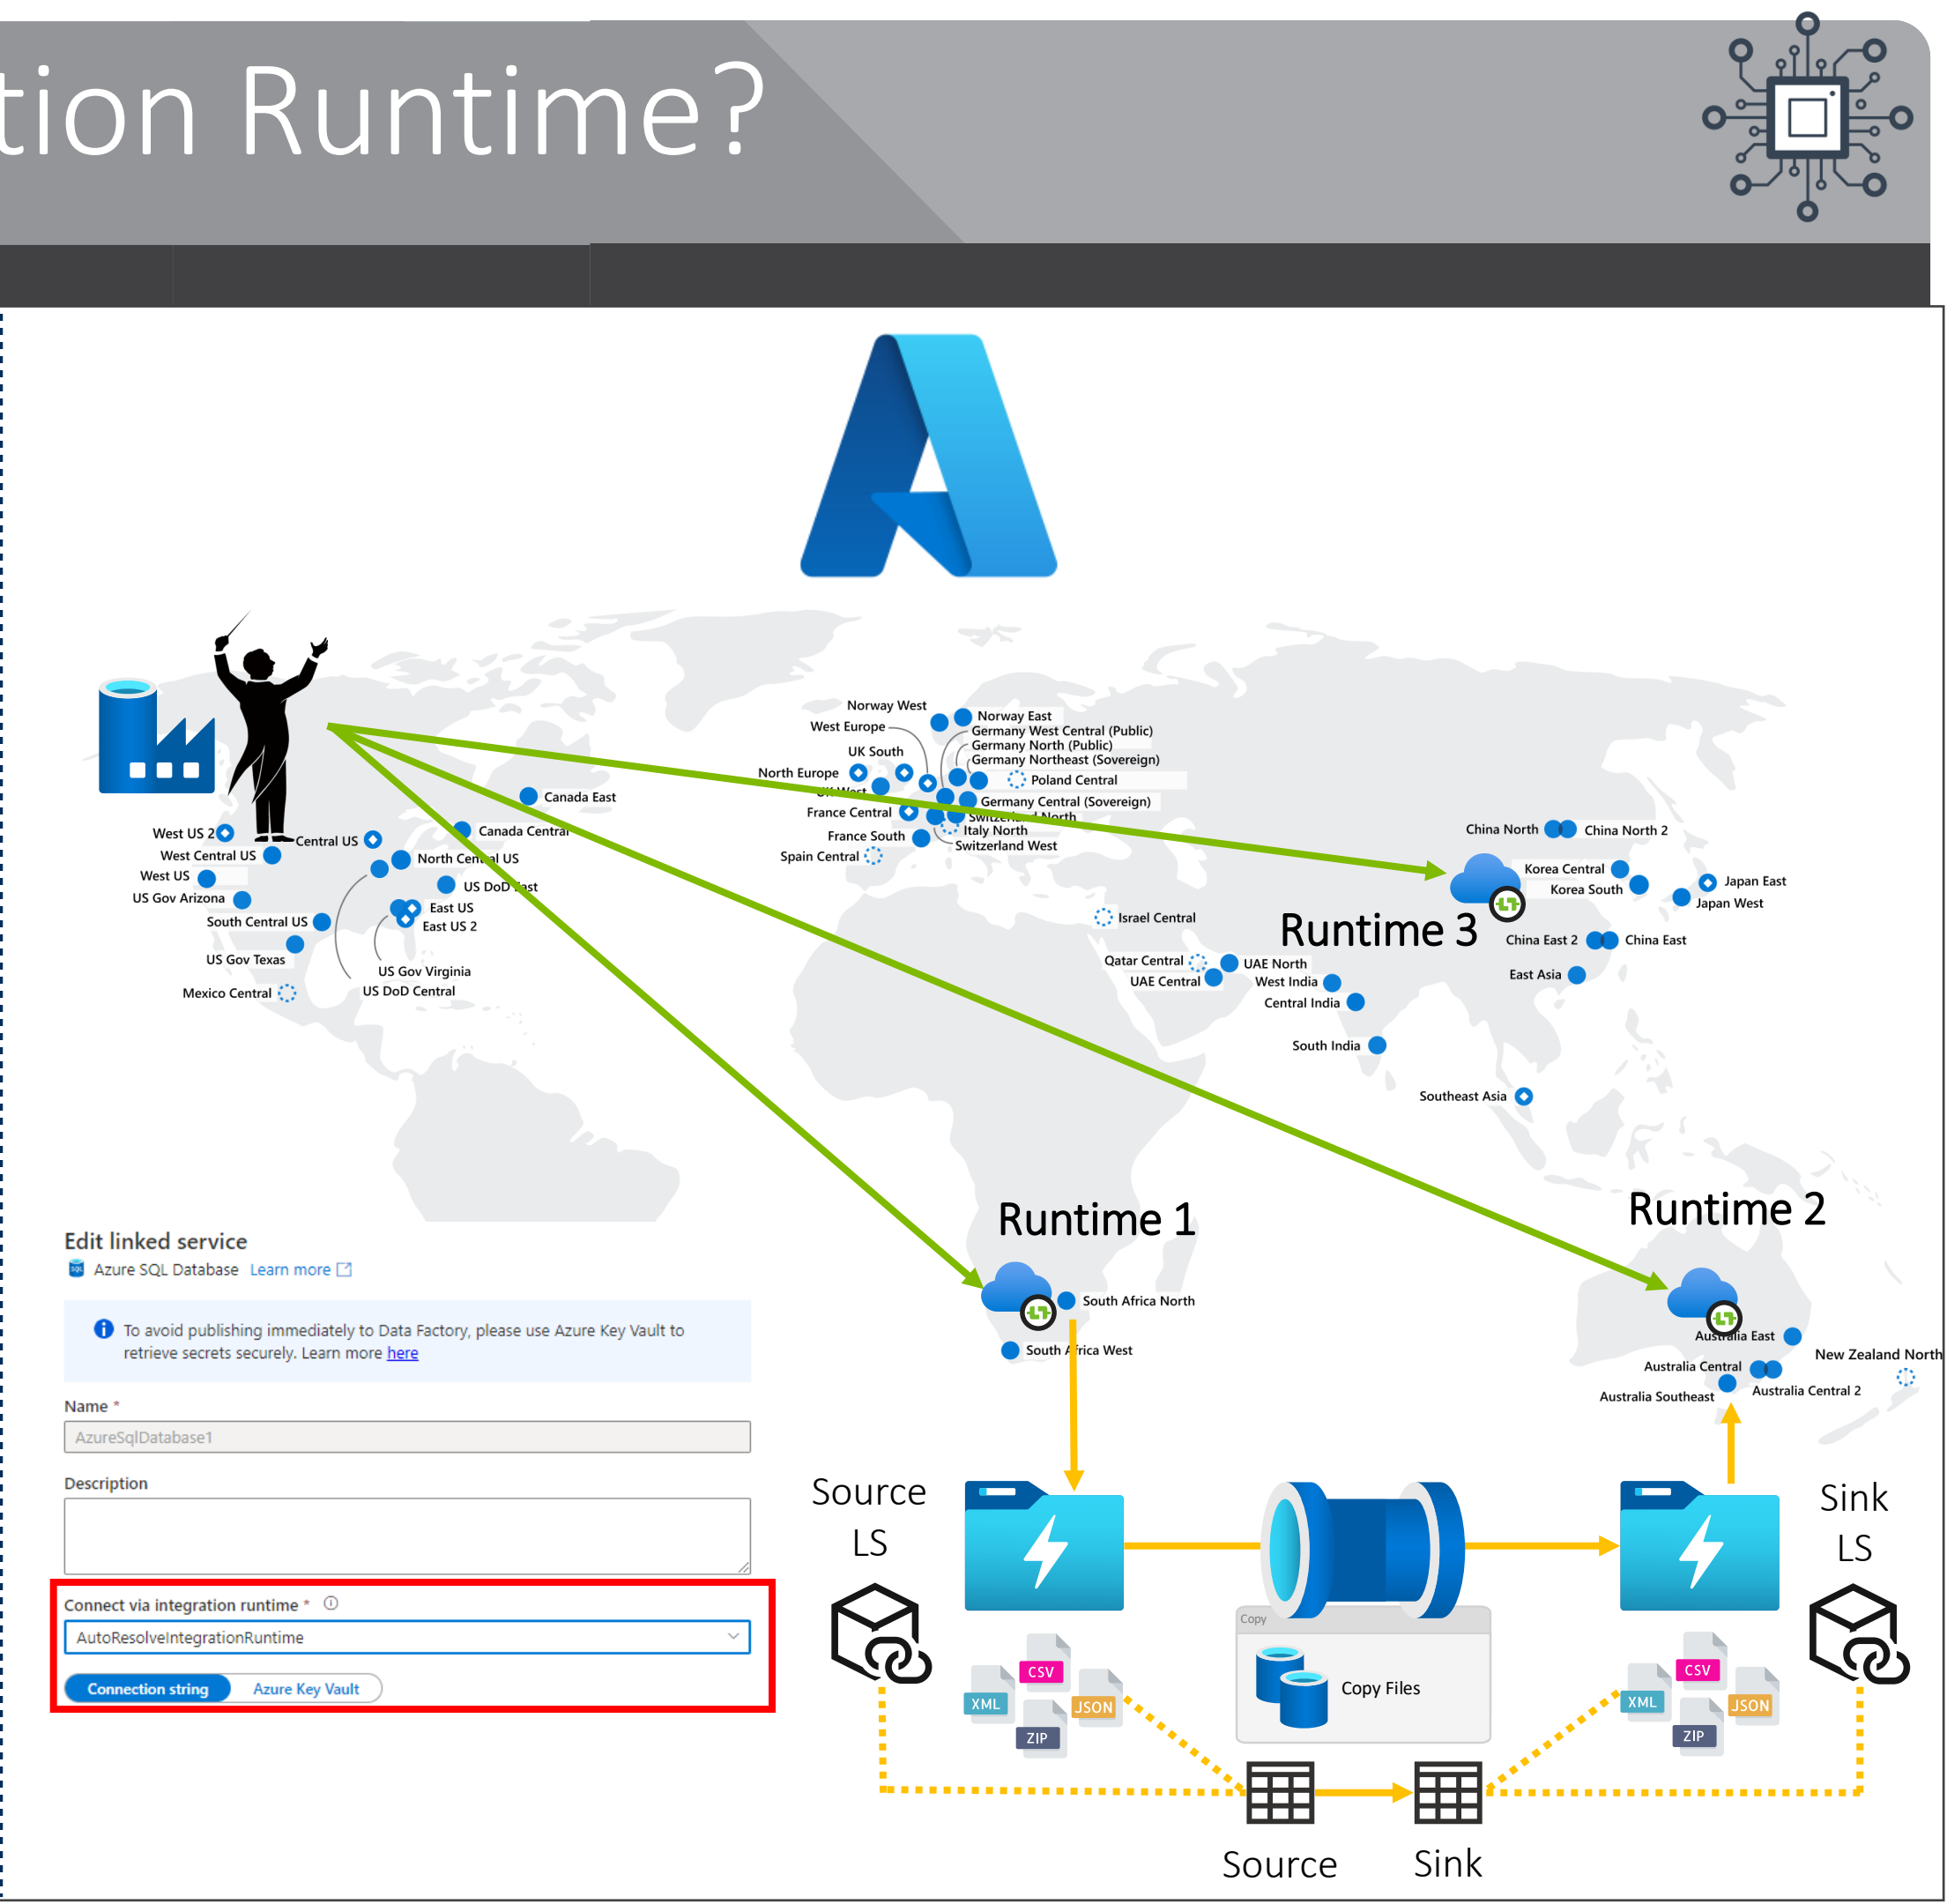 tion Runtime?
Norway West
Norway East
West Europe
Germany West Central (Public)
Germany North (Public)
UK South
Germany Northeast (Sovereign)
North Europe
Poland Central
UK West
Germany Central (Sovereign)
France Central
Switzerland North
Italy North
France South
Switzerland West
Spain Central
Canada East
West US 2
Central US
Canada Central
West Central US
North Central US
West US
US DoD East
US Gov Arizona
East US
South Central US
East US 2
US Gov Texas
US Gov Virginia
Mexico Central
US DoD Central
China North
China North 2
Korea Central
Japan East
Korea South
Japan West
Israel Central
Runtime 3
China East 2
China East
Qatar Central
UAE North
East Asia
UAE Central
West India
Central India
South India
Southeast Asia
Runtime 1
Runtime 2
South Africa North
South Africa West
Australia East
New Zealand North
Australia Central
Australia Central 2
Australia Southeast
Edit linked service
SQL
Azure SQL Database Learn more
To avoid publishing immediately to Data Factory, please use Azure Key Vault to
retrieve secrets securely. Learn more here
Name *
AzureSqlDatabase1
Description
Connect via integration runtime *
AutoResolveIntegrationRuntime
Connection string
Azure Key Vault
Source
LS
Sink
LS
Copy
Copy Files
CSV
XML
JSON
ZIP
CSV
XML
JSON
ZIP
Source
Sink